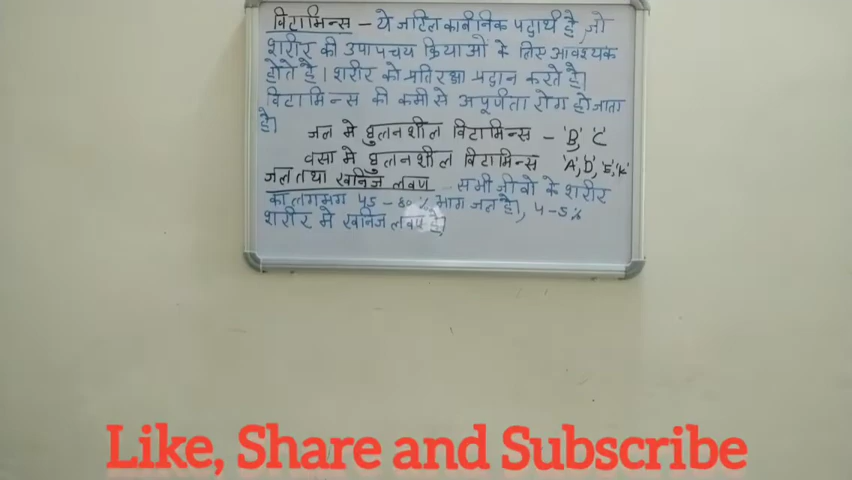 विटामिन्स – ये जटिल कार्बनिक पदार्थ है, जो
शरीर की उपापचय क्रियाओं के लिए आवश्यक
होते है। शरीर को प्रतिरक्षा प्रदान करते है।
विटामिन्स की कमी से अपूर्णता रोग हो जाता
है।
जल मे घुलनशील विटामिन्स – 'B', 'C'
वसा मे घुलनशील विटामिन्स 'A', 'D', 'E', 'K'
जल तथा खनिज लवण – सभी जीवो के शरीर
का लगभग 45 – 80% भाग जल है।, 4-5%
शरीर मे खनिज लवण है।
Like, Share and Subscribe